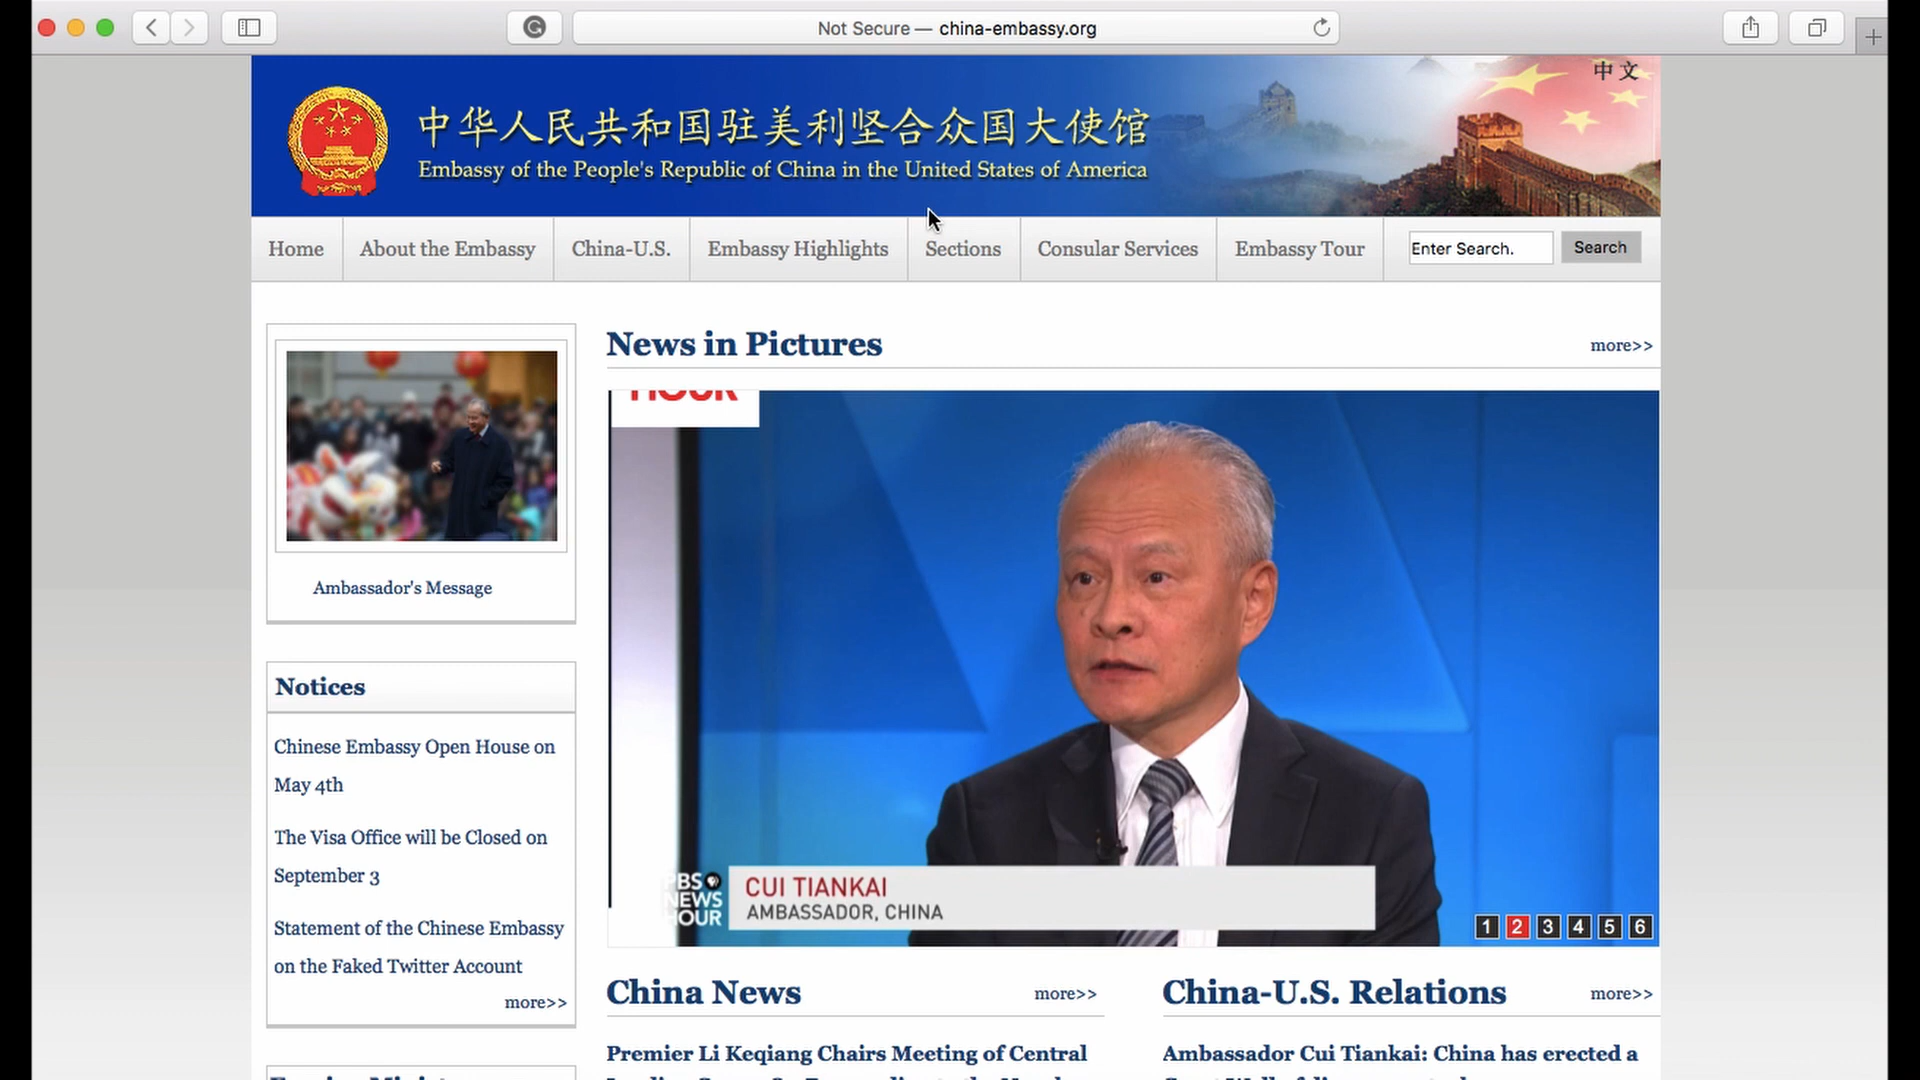 Not Secure — china-embassy.org
中文
中华人民共和国驻美利坚合众国大使馆
Embassy of the People's Republic of China in the United States of America
Home About the Embassy China-U.S. Embassy Highlights Sections Consular Services Embassy Tour Enter Search. Search
Ambassador's Message
Notices
Chinese Embassy Open House on
May 4th
The Visa Office will be Closed on
September 3
Statement of the Chinese Embassy
on the Faked Twitter Account
more>>
News in Pictures more>>
HOUR
PBS
NEWS
HOUR
CUI TIANKAI
AMBASSADOR, CHINA
1 2 3 4 5 6
China News more>>
Premier Li Keqiang Chairs Meeting of Central
China-U.S. Relations more>>
Ambassador Cui Tiankai: China has erected a